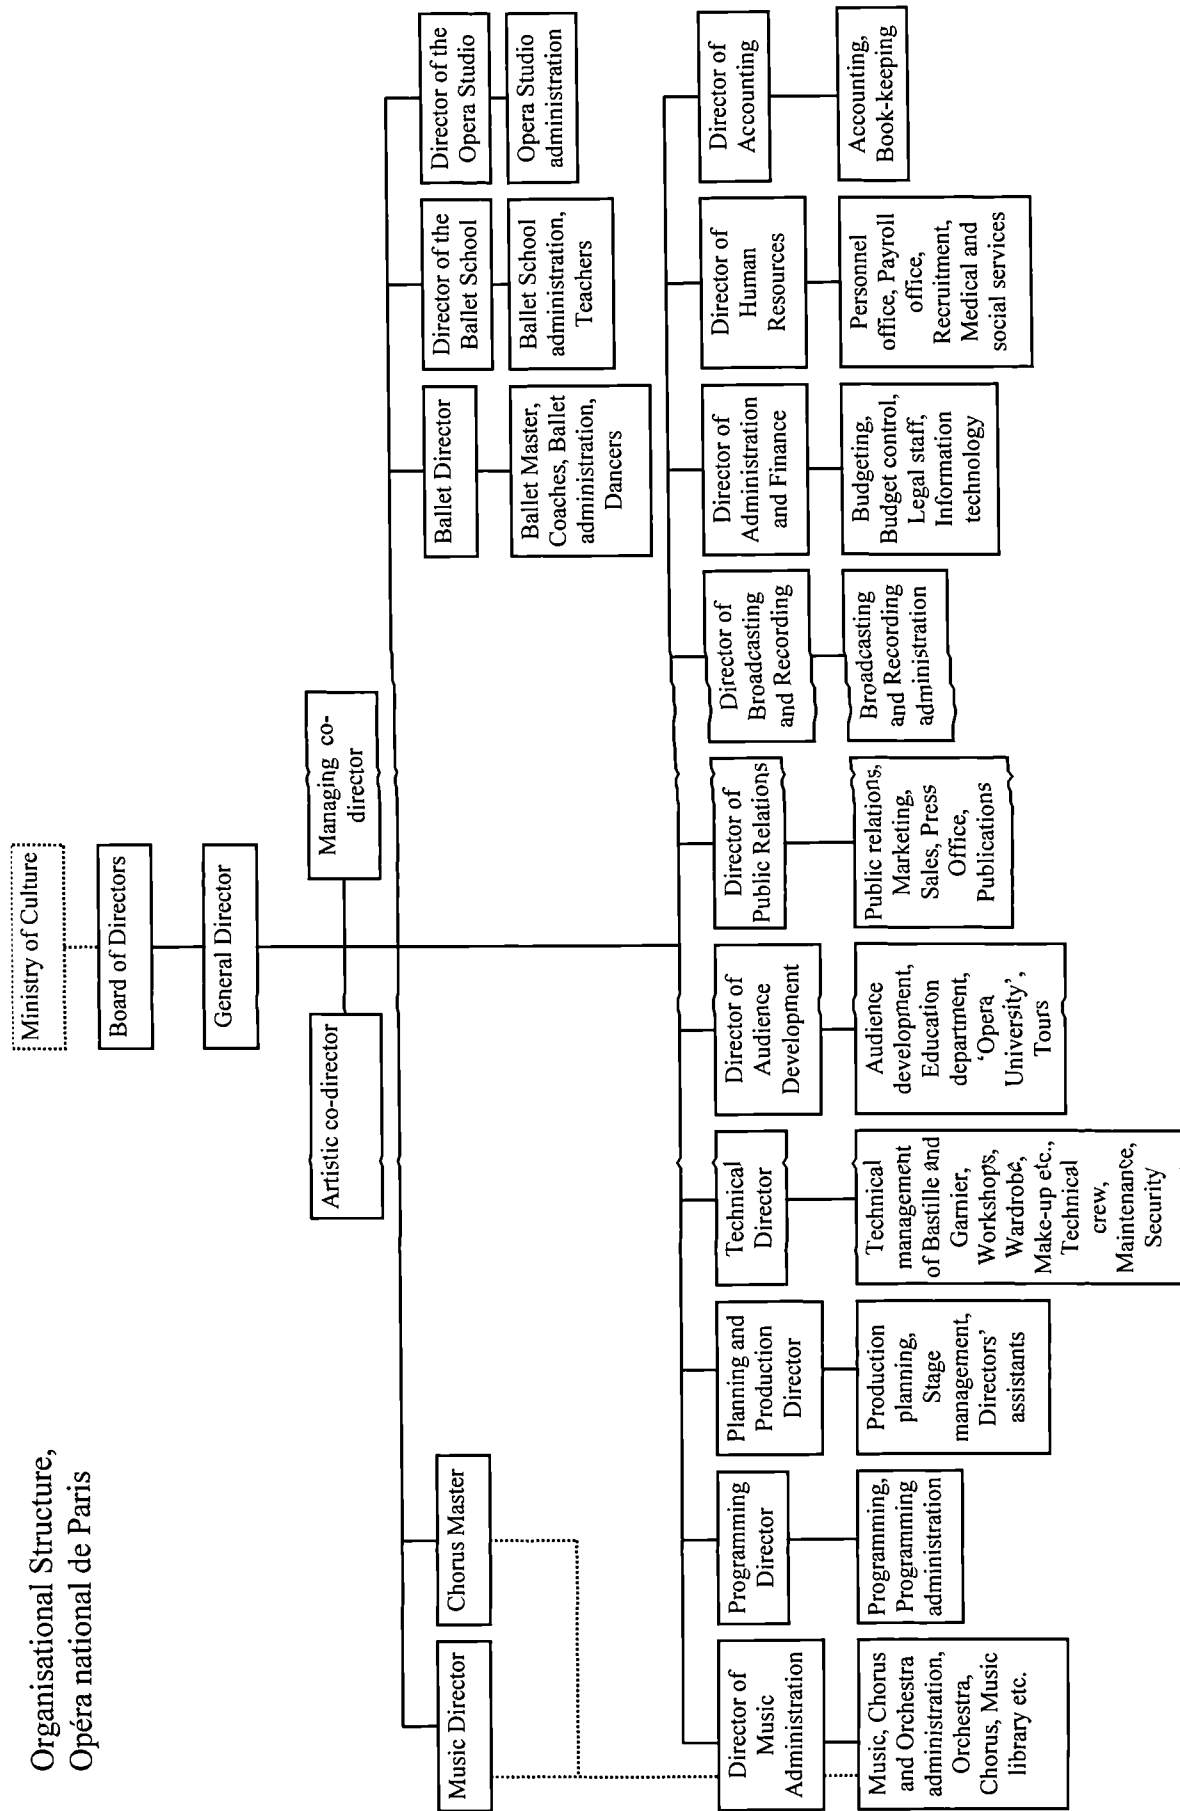 Organisational Structure,
Opéra national de Paris
Ministry of Culture
Board of Directors
General Director
Artistic co-director
Managing co-
director
Music Director
Chorus Master
Ballet Director
Director of the
Ballet School
Director of the
Opera Studio
Ballet Master,
Coaches, Ballet
administration,
Dancers
Ballet School
administration,
Teachers
Opera Studio
administration
Director of
Music
Administration
Programming
Director
Planning and
Production
Director
Technical
Director
Director of
Audience
Development
Director of
Public Relations
Director of
Broadcasting
and Recording
Director of
Administration
and Finance
Director of
Human
Resources
Director of
Accounting
Music, Chorus
and Orchestra
administration,
Orchestra,
Chorus, Music
library etc.
Programming,
Programming
administration
Production
planning,
Stage
management,
Directors'
assistants
Technical
management
of Bastille and
Garnier,
Workshops,
Wardrobe,
Make-up etc.,
Technical
crew,
Maintenance,
Security
Audience
development,
Education
department,
‘Opera
University’,
Tours
Public relations,
Marketing,
Sales, Press
Office,
Publications
Broadcasting
and Recording
administration
Budgeting,
Budget control,
Legal staff,
Information
technology
Personnel
office, Payroll
office,
Recruitment,
Medical and
social services
Accounting,
Book-keeping